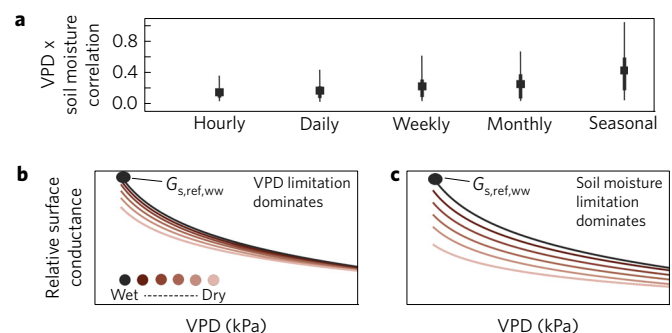 a
VPD x
soil moisture
correlation
0.8
0.4
0.0
Hourly
Daily
Weekly
Monthly
Seasonal
b
Relative surface
conductance
Gs,ref,ww
VPD limitation
dominates
Wet ----------- Dry
VPD (kPa)
c
Gs,ref,ww
Soil moisture
limitation
dominates
VPD (kPa)